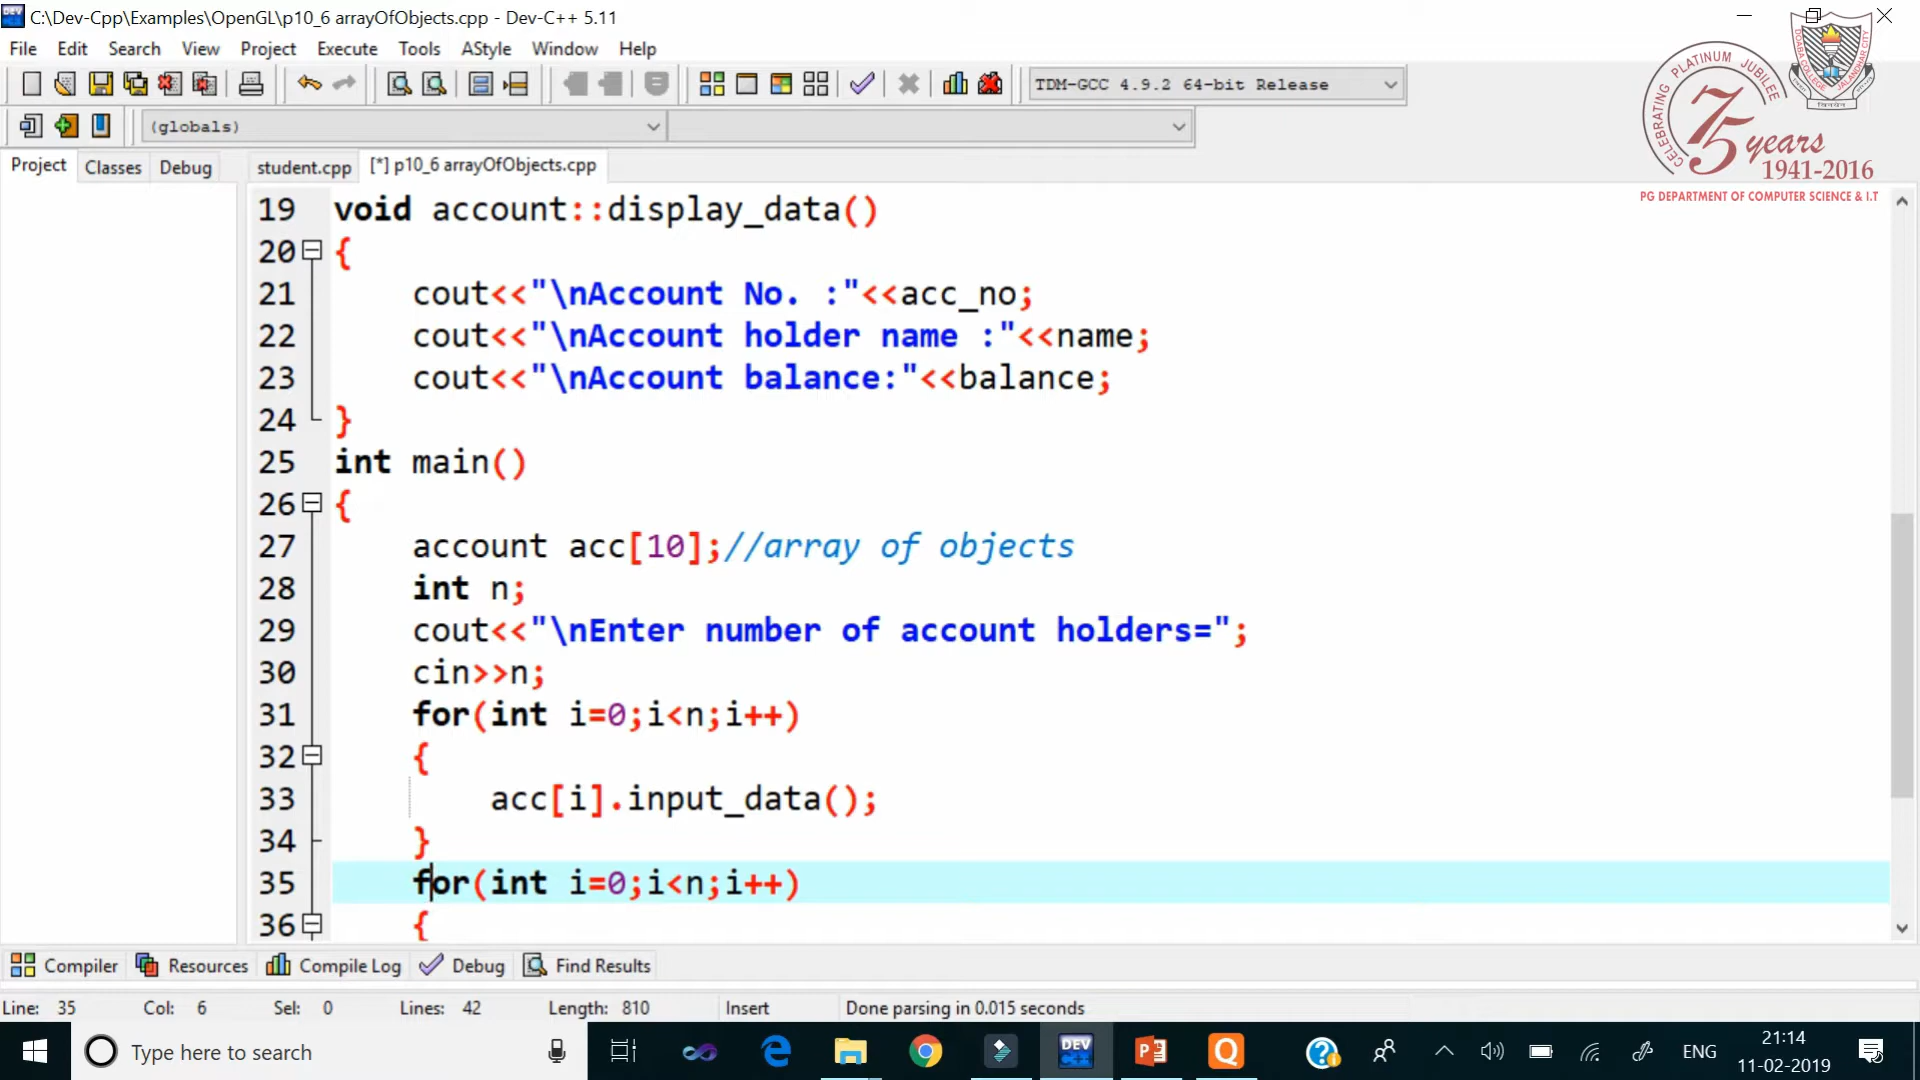 C:\Dev-Cpp\Examples\OpenGL\p10_6 arrayOfObjects.cpp - Dev-C++ 5.11
File Edit Search View Project Execute Tools AStyle Window Help
TDM-GCC 4.9.2 64-bit Release
(globals)
Project Classes Debug student.cpp [*] p10_6 arrayOfObjects.cpp
CELEBRATING PLATINUM JUBILEE
DOABA COLLEGE JALANDHAR CITY
75 years
1941-2016
PG DEPARTMENT OF COMPUTER SCIENCE & I.T
19 void account::display_data()
20 {
21 cout<<"\nAccount No. :"<<acc_no;
22 cout<<"\nAccount holder name :"<<name;
23 cout<<"\nAccount balance:"<<balance;
24 }
25 int main()
26 {
27 account acc[10];//array of objects
28 int n;
29 cout<<"\nEnter number of account holders=";
30 cin>>n;
31 for(int i=0;i<n;i++)
32 {
33 acc[i].input_data();
34 }
35 for(int i=0;i<n;i++)
36 {
Compiler Resources Compile Log Debug Find Results
Line: 35 Col: 6 Sel: 0 Lines: 42 Length: 810 Insert Done parsing in 0.015 seconds
Type here to search
DEV C++
ENG
21:14
11-02-2019